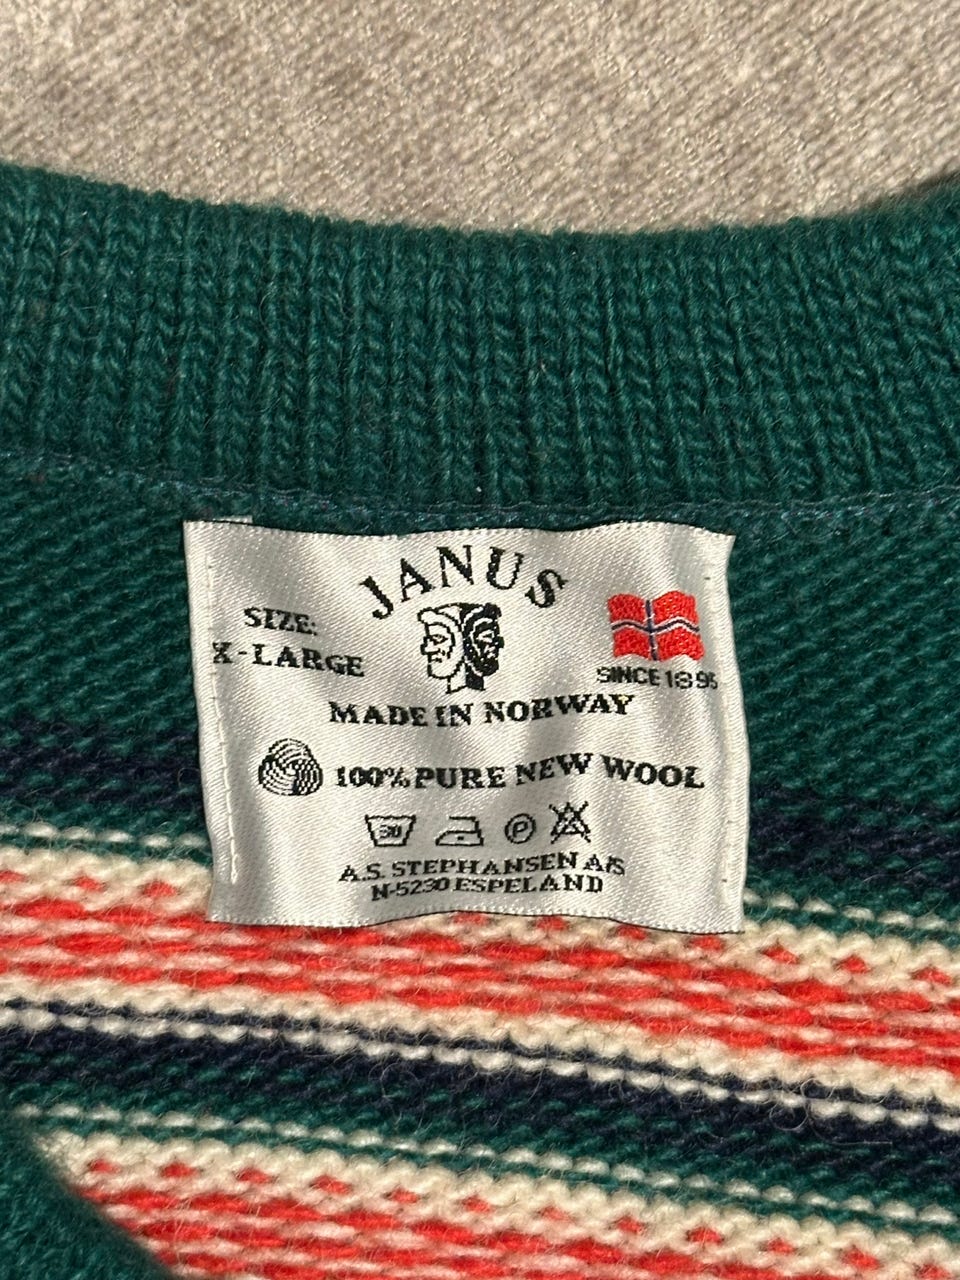 JANUS
SIZE:
X-LARGE
SINCE 1895
MADE IN NORWAY
100% PURE NEW WOOL
30
P
A.S. STEPHANSEN A/S
N-5230 ESPELAND